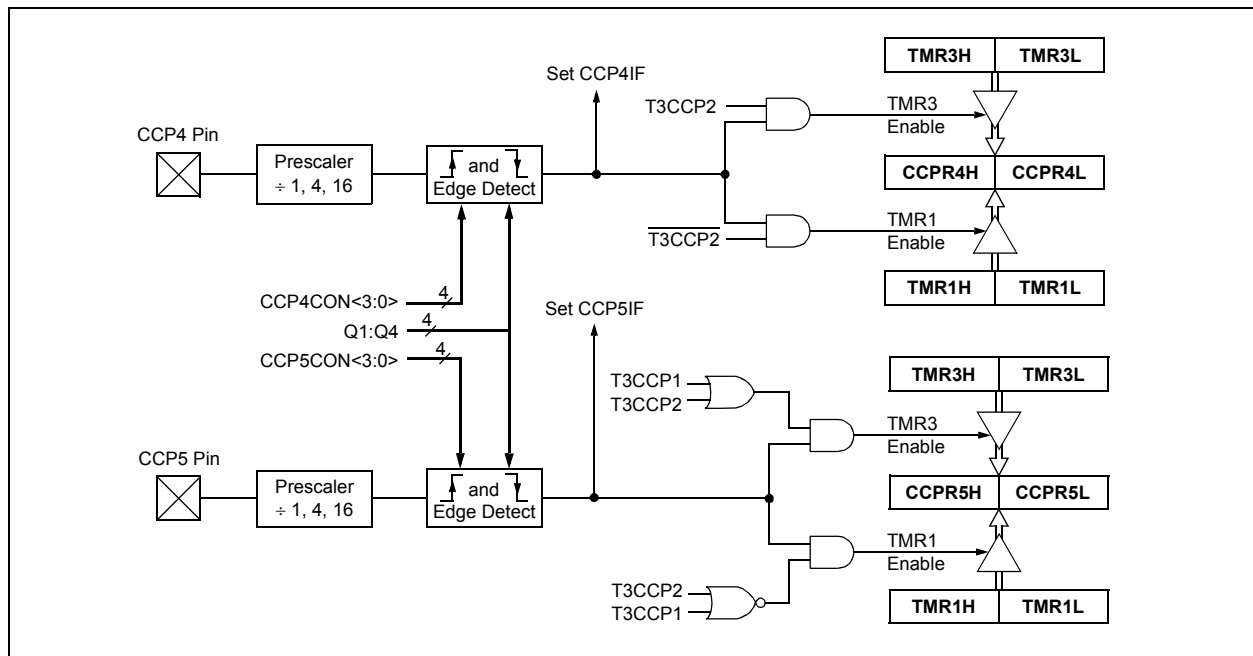 TMR3H TMR3L
Set CCP4IF
T3CCP2
TMR3
Enable
CCP4 Pin
Prescaler
÷ 1, 4, 16
and
Edge Detect
CCPR4H CCPR4L
T3CCP2
TMR1
Enable
TMR1H TMR1L
CCP4CON<3:0>
4
Q1:Q4
4
CCP5CON<3:0>
4
Set CCP5IF
TMR3H TMR3L
T3CCP1
T3CCP2
TMR3
Enable
CCP5 Pin
Prescaler
÷ 1, 4, 16
and
Edge Detect
CCPR5H CCPR5L
TMR1
Enable
T3CCP2
T3CCP1
TMR1H TMR1L